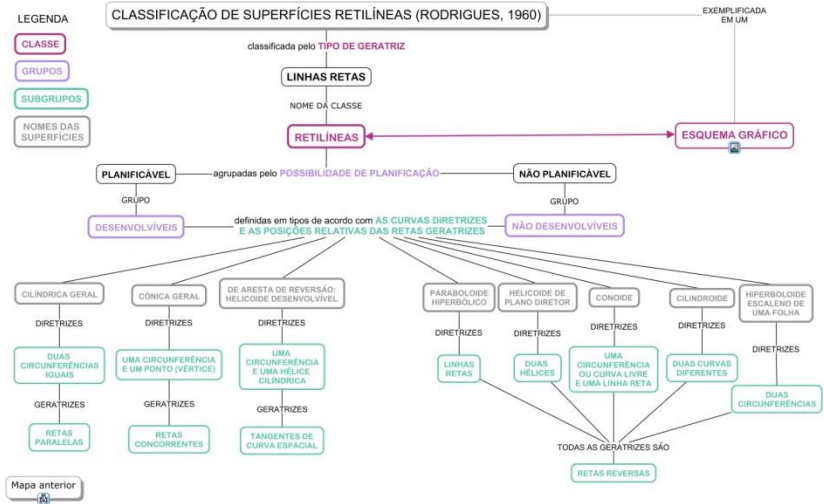 LEGENDA
CLASSE
GRUPOS
SUBGRUPOS
NOMES DAS
SUPERFÍCIES
CLASSIFICAÇÃO DE SUPERFÍCIES RETILÍNEAS (RODRIGUES, 1960)
EXEMPLIFICADA
EM UM
classificada pelo TIPO DE GERATRIZ
LINHAS RETAS
NOME DA CLASSE
RETILÍNEAS
ESQUEMA GRÁFICO
PLANIFICÁVEL
agrupadas pelo POSSIBILIDADE DE PLANIFICAÇÃO
NÃO PLANIFICÁVEL
GRUPO
GRUPO
DESENVOLVÍVEIS
definidas em tipos de acordo com AS CURVAS DIRETRIZES
E AS POSIÇÕES RELATIVAS DAS RETAS GERATRIZES
NÃO DESENVOLVÍVEIS
CILÍNDRICA GERAL
CÔNICA GERAL
DE ARESTA DE REVERSÃO:
HELICOIDE DESENVOLVÍVEL
PARABOLOIDE
HIPERBÓLICO
HELICOIDE DE
PLANO DIRETOR
CONOIDE
CILINDROIDE
HIPERBOLOIDE
ESCALENO DE
UMA FOLHA
DIRETRIZES
DIRETRIZES
DIRETRIZES
DIRETRIZES
DIRETRIZES
DIRETRIZES
DIRETRIZES
DIRETRIZES
DUAS
CIRCUNFERÊNCIAS
IGUAIS
UMA CIRCUNFERÊNCIA
E UM PONTO (VÉRTICE)
UMA
CIRCUNFERÊNCIA
E UMA HÉLICE
CILÍNDRICA
LINHAS
RETAS
DUAS
HÉLICES
UMA
CIRCUNFERÊNCIA
OU CURVA LIVRE
E UMA LINHA RETA
DUAS CURVAS
DIFERENTES
DUAS
CIRCUNFERÊNCIAS
GERATRIZES
GERATRIZES
GERATRIZES
RETAS
PARALELAS
RETAS
CONCORRENTES
TANGENTES DE
CURVA ESPACIAL
TODAS AS GERATRIZES SÃO
RETAS REVERSAS
Mapa anterior